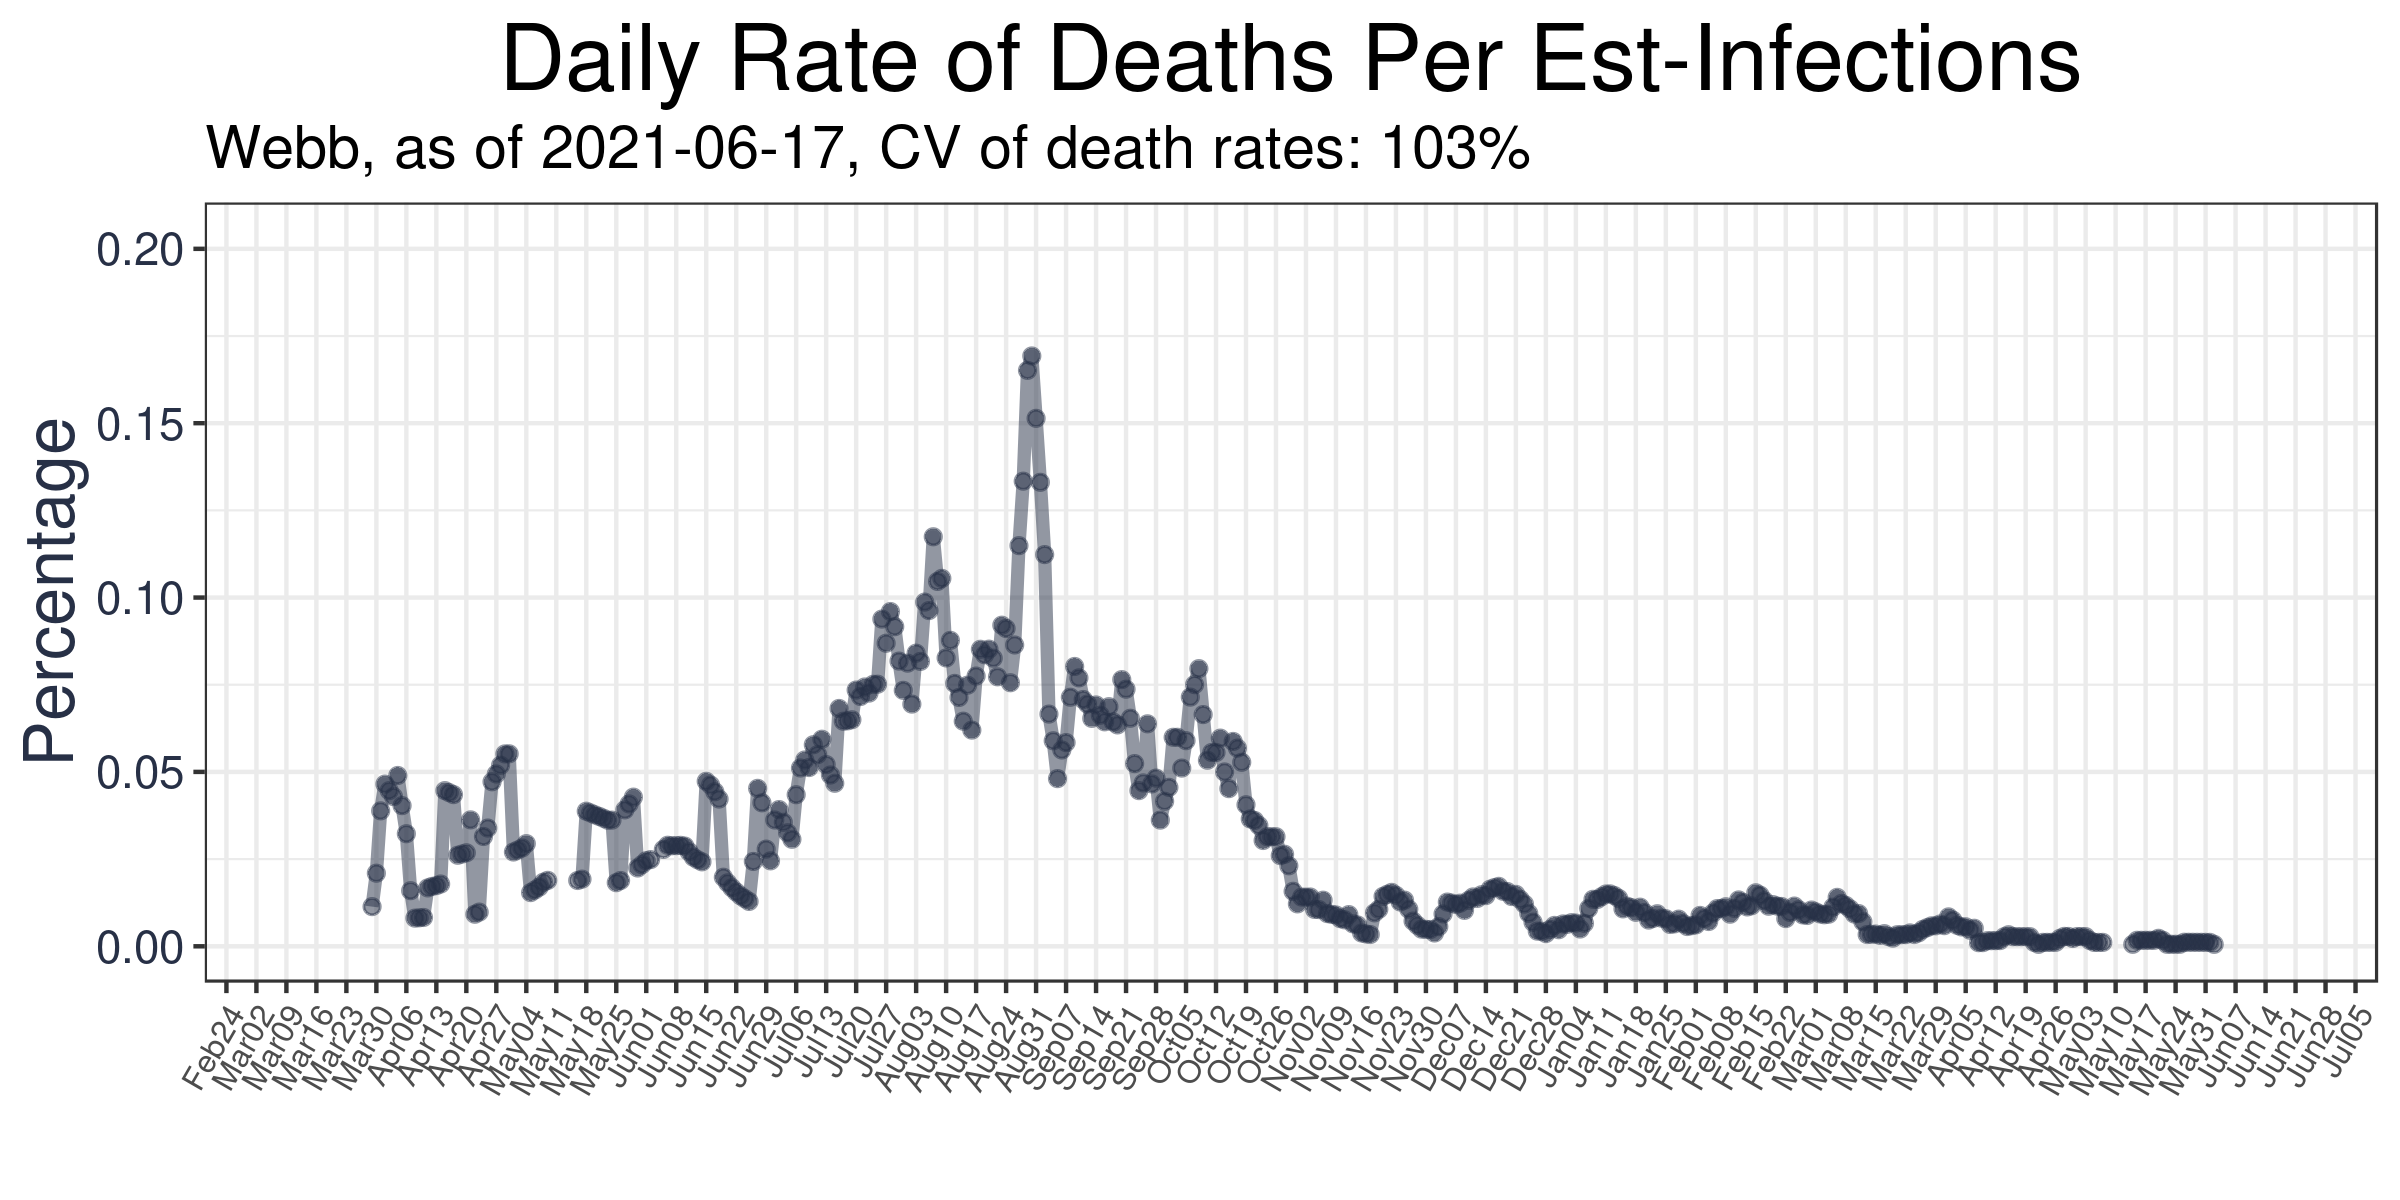 Daily Rate of Deaths Per Est-Infections
Webb, as of 2021-06-17, CV of death rates: 103%
Percentage
0.20
0.15
0.10
0.05
0.00
Feb24
Mar02
Mar09
Mar16
Mar23
Mar30
Apr06
Apr13
Apr20
Apr27
May04
May11
May18
May25
Jun01
Jun08
Jun15
Jun22
Jun29
Jul06
Jul13
Jul20
Jul27
Aug03
Aug10
Aug17
Aug24
Aug31
Sep07
Sep14
Sep21
Sep28
Oct05
Oct12
Oct19
Oct26
Nov02
Nov09
Nov16
Nov23
Nov30
Dec07
Dec14
Dec21
Dec28
Jan04
Jan11
Jan18
Jan25
Feb01
Feb08
Feb15
Feb22
Mar01
Mar08
Mar15
Mar22
Mar29
Apr05
Apr12
Apr19
Apr26
May03
May10
May17
May24
May31
Jun07
Jun14
Jun21
Jun28
Jul05